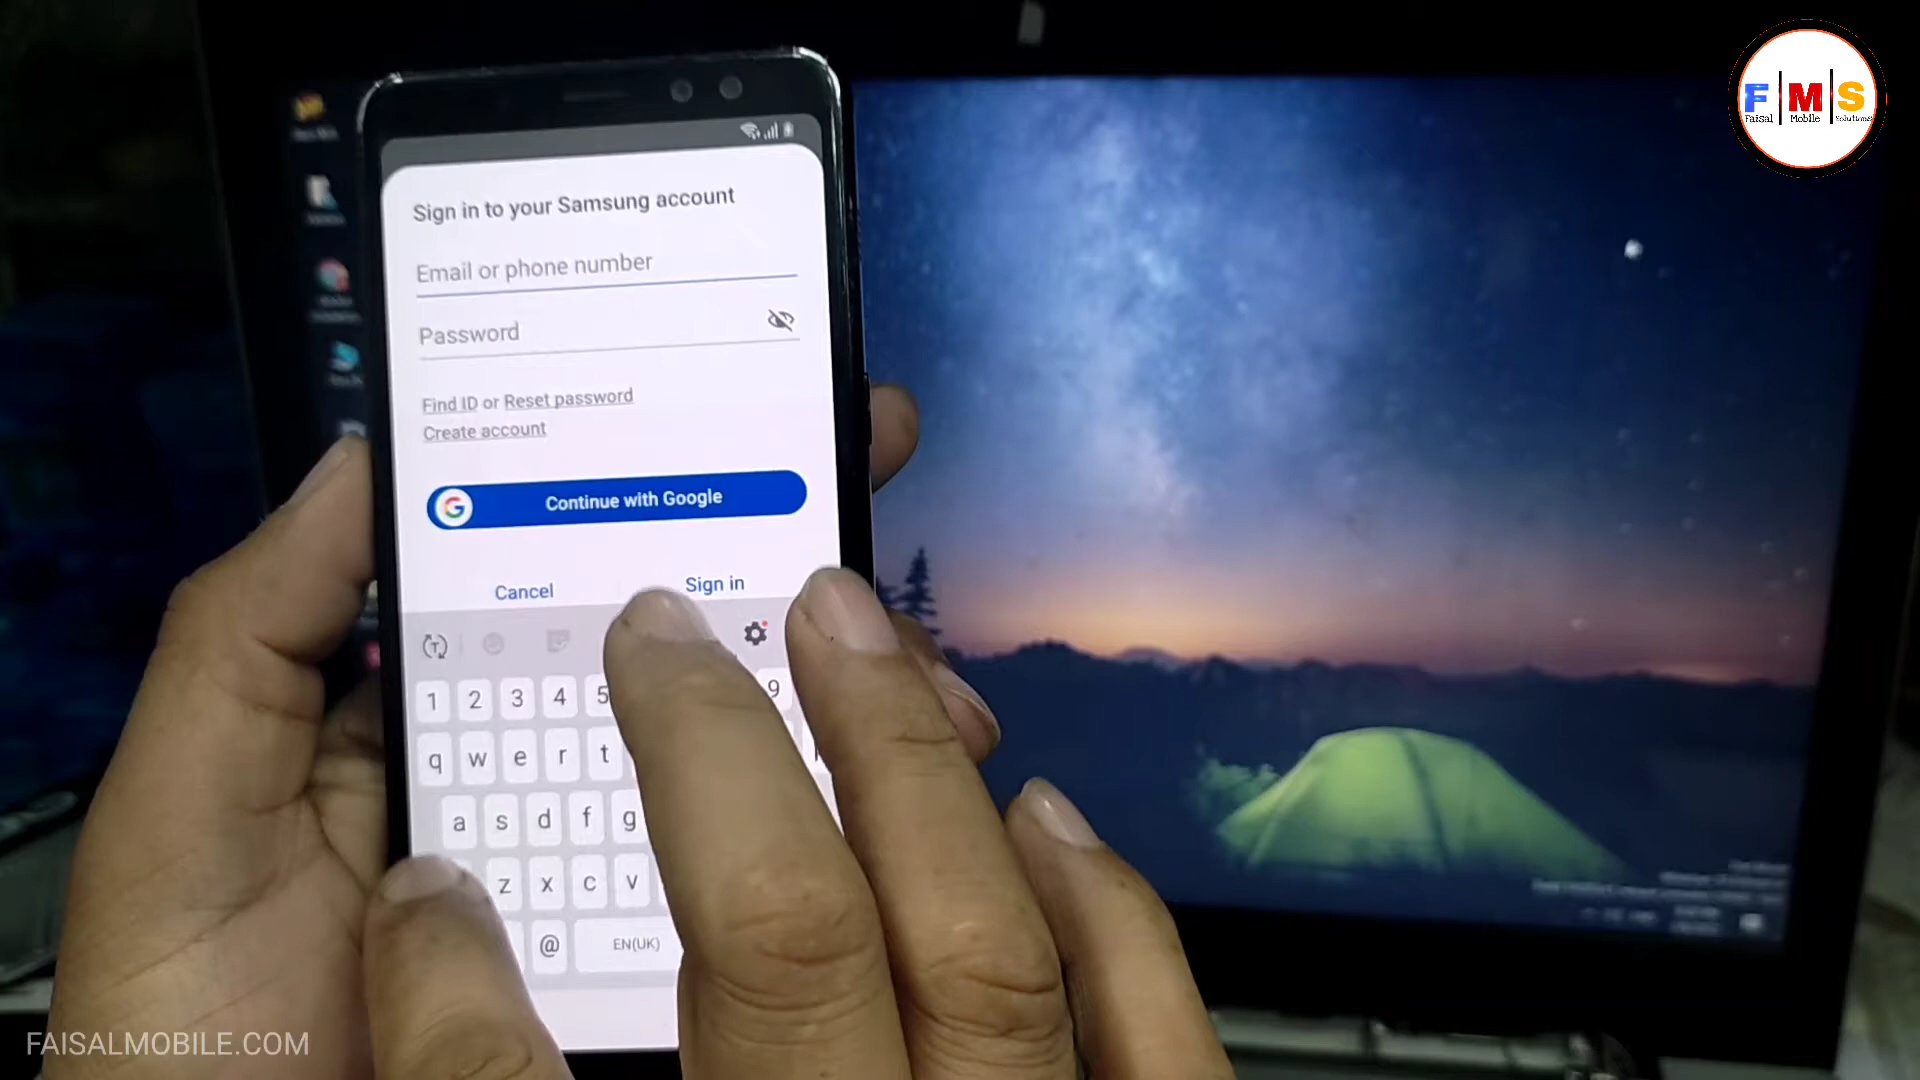 F M S
Faisal Mobile Solutions
Sign in to your Samsung account
Email or phone number
Password
Find ID or Reset password
Create account
G Continue with Google
Cancel Sign in
1 2 3 4 5 9
q w e r t
a s d f g
z x c v
@ EN(UK)
FAISALMOBILE.COM